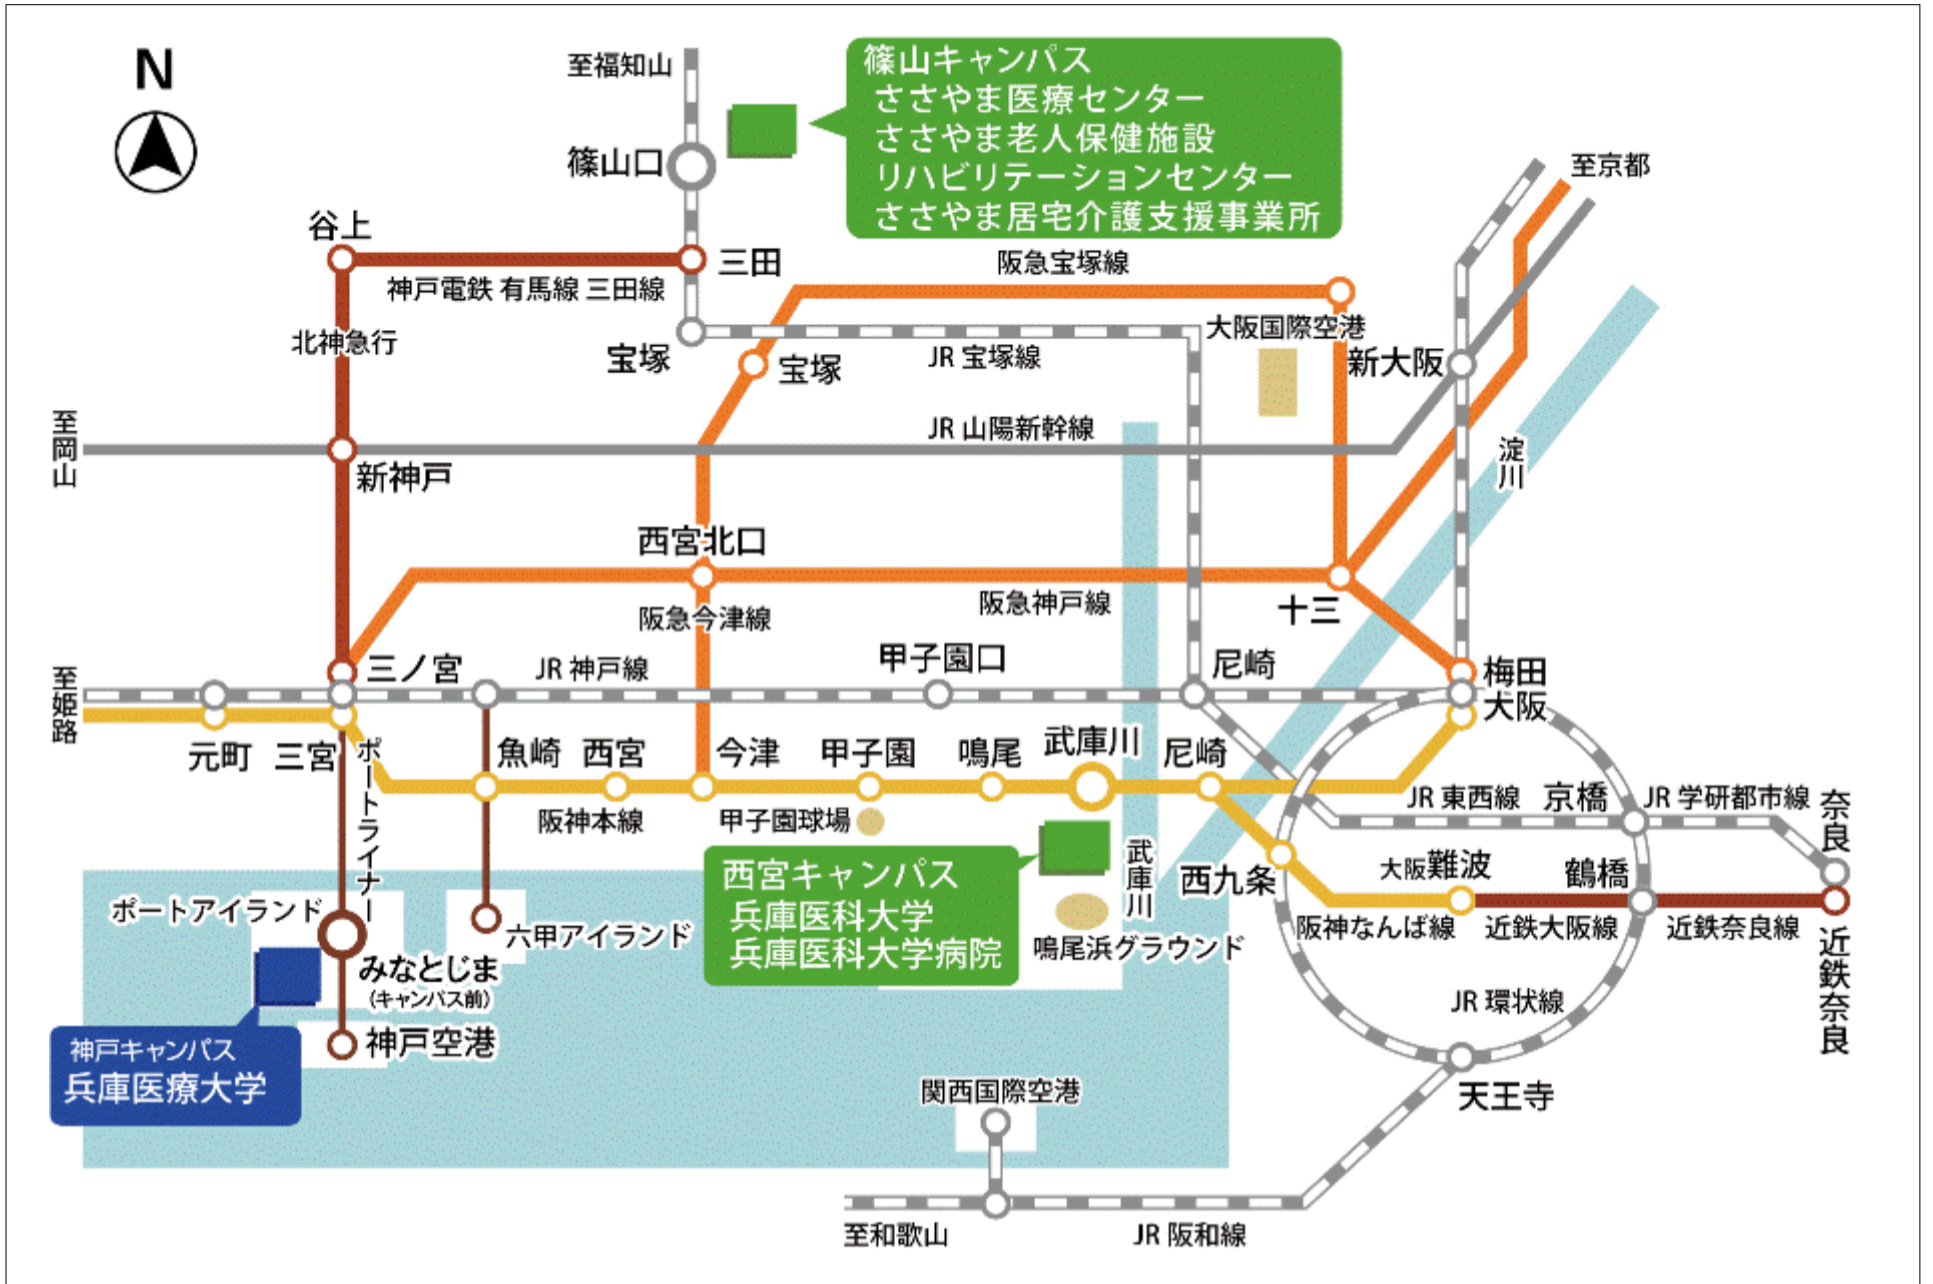 N
至福知山
篠山キャンパス
ささやま医療センター
ささやま老人保健施設
リハビリテーションセンター
ささやま居宅介護支援事業所
篠山口
至京都
谷上
三田
阪急宝塚線
神戸電鉄 有馬線 三田線
大阪国際空港
北神急行
宝塚
宝塚
JR 宝塚線
新大阪
至岡山
JR 山陽新幹線
淀川
新神戸
西宮北口
阪急今津線
阪急神戸線
十三
至姫路
三ノ宮
JR 神戸線
甲子園口
尼崎
梅田
大阪
元町
三宮
ポートライナー
魚崎
西宮
今津
甲子園
鳴尾
武庫川
尼崎
阪神本線
甲子園球場
JR 東西線
京橋
JR 学研都市線
奈良
西宮キャンパス
兵庫医科大学
兵庫医科大学病院
武庫川
西九条
大阪難波
鶴橋
ポートアイランド
六甲アイランド
鳴尾浜グラウンド
阪神なんば線
近鉄大阪線
近鉄奈良線
近鉄奈良
みなとじま
(キャンパス前)
JR 環状線
神戸空港
神戸キャンパス
兵庫医療大学
関西国際空港
天王寺
至和歌山
JR 阪和線